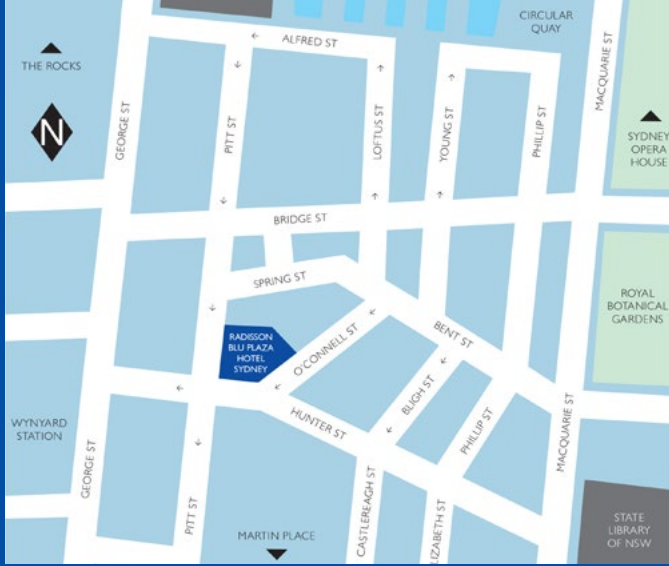 CIRCULAR
QUAY
ALFRED ST
THE ROCKS
N
GEORGE ST
PITT ST
LOFTUS ST
YOUNG ST
PHILLIP ST
MACQUARIE ST
SYDNEY
OPERA
HOUSE
BRIDGE ST
SPRING ST
ROYAL
BOTANICAL
GARDENS
RADISSON
BLU PLAZA
HOTEL
SYDNEY
O'CONNELL ST
BENT ST
BLIGH ST
HUNTER ST
PHILLIP ST
MACQUARIE ST
WYNYARD
STATION
GEORGE ST
PITT ST
MARTIN PLACE
CASTLEREAGH ST
LIZABETH ST
STATE
LIBRARY
OF NSW